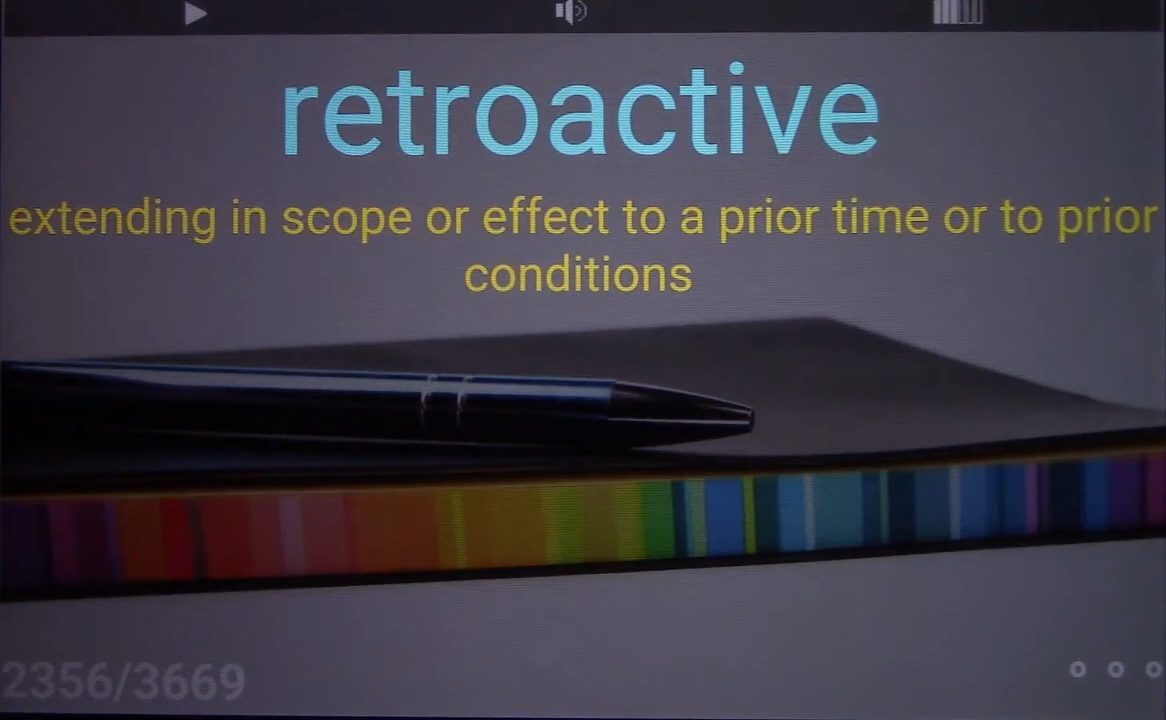 retroactive
extending in scope or effect to a prior time or to prior
conditions
2356/3669